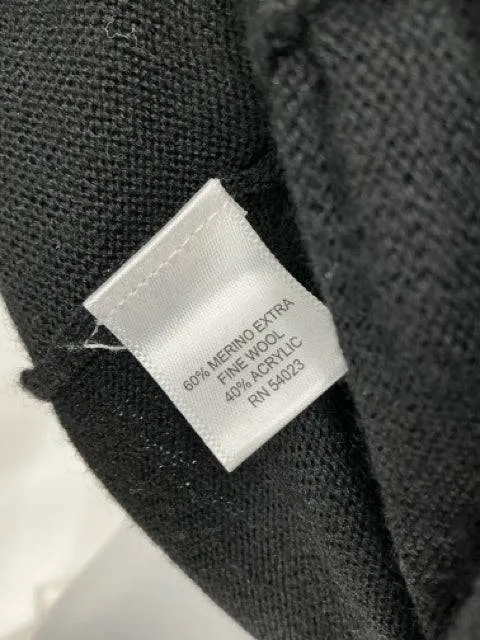 60% MERINO EXTRA
FINE WOOL
40% ACRYLIC
RN 54023